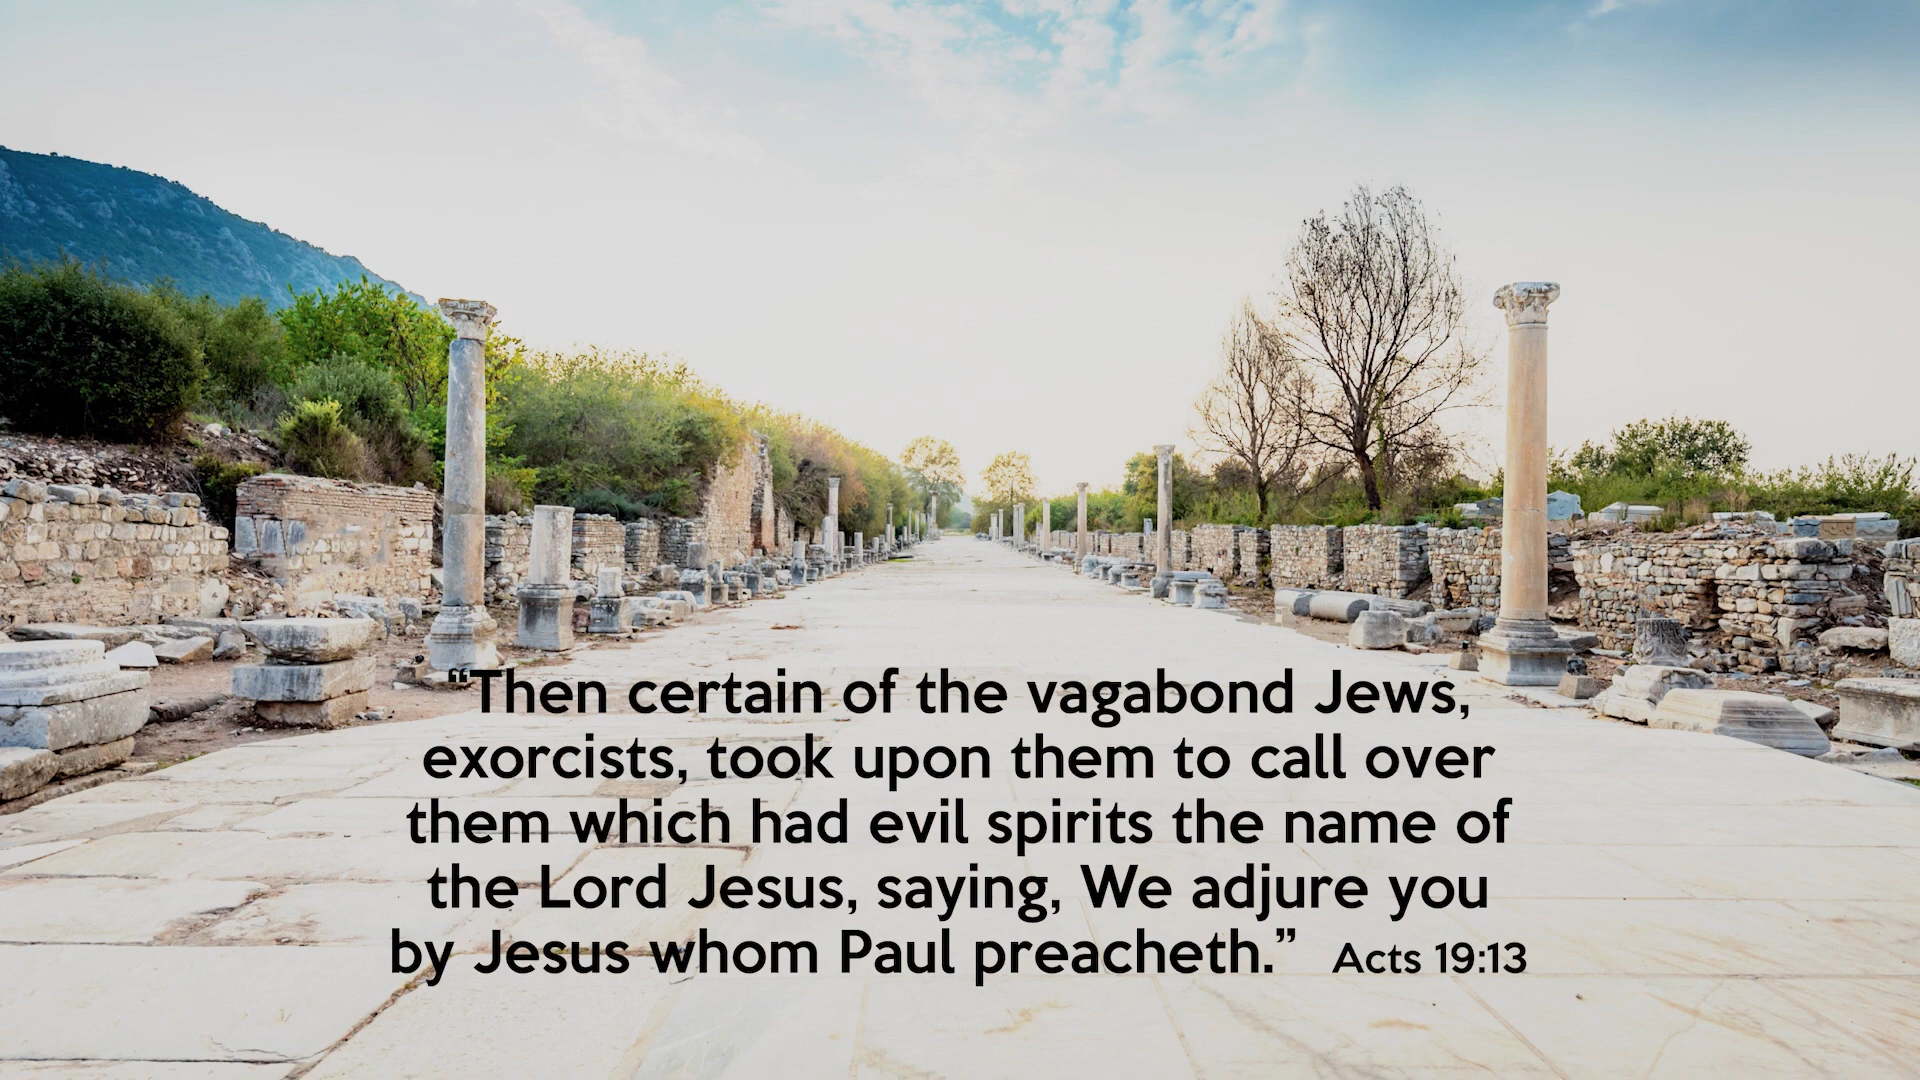 “Then certain of the vagabond Jews,
exorcists, took upon them to call over
them which had evil spirits the name of
the Lord Jesus, saying, We adjure you
by Jesus whom Paul preacheth.” Acts 19:13